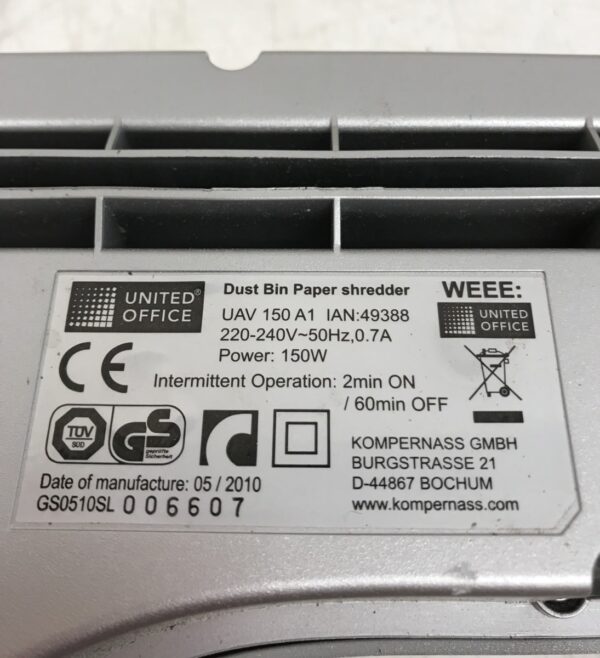 UNITED
OFFICE®
Dust Bin Paper shredder
UAV 150 A1 IAN:49388
220-240V~50Hz,0.7A
Power: 150W
Intermittent Operation: 2min ON
/ 60min OFF
WEEE:
UNITED
OFFICE
CE
TÜV
SÜD
GS
geprüfte
Sicherheit
KOMPERNASS GMBH
BURGSTRASSE 21
D-44867 BOCHUM
www.kompernass.com
Date of manufacture: 05 / 2010
GS0510SL 006607